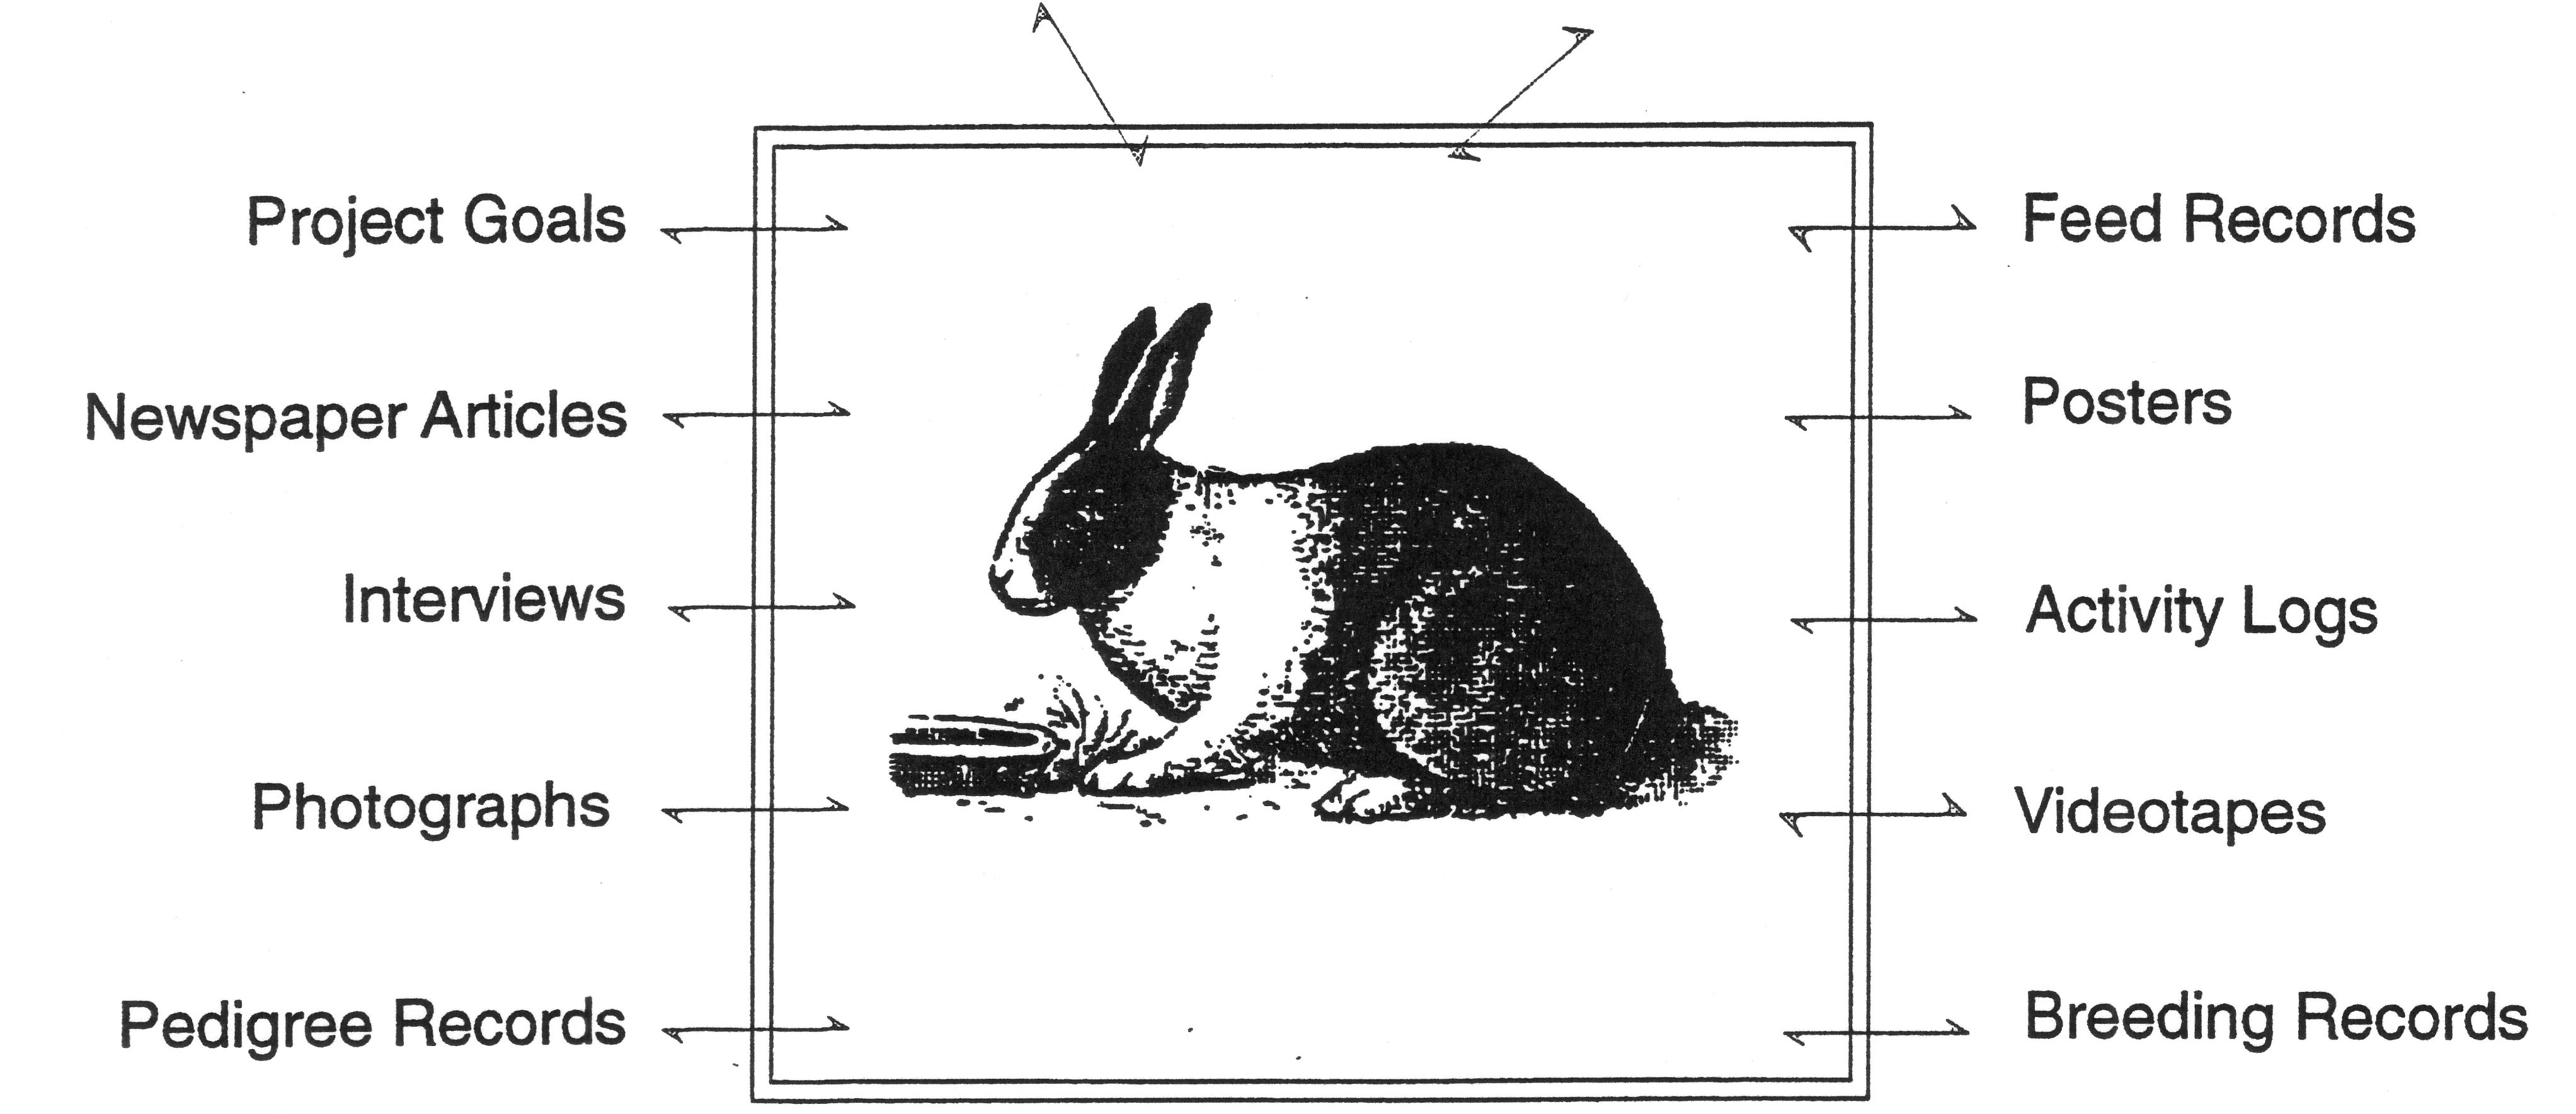 Project Goals
Newspaper Articles
Interviews
Photographs
Pedigree Records
Feed Records
Posters
Activity Logs
Videotapes
Breeding Records